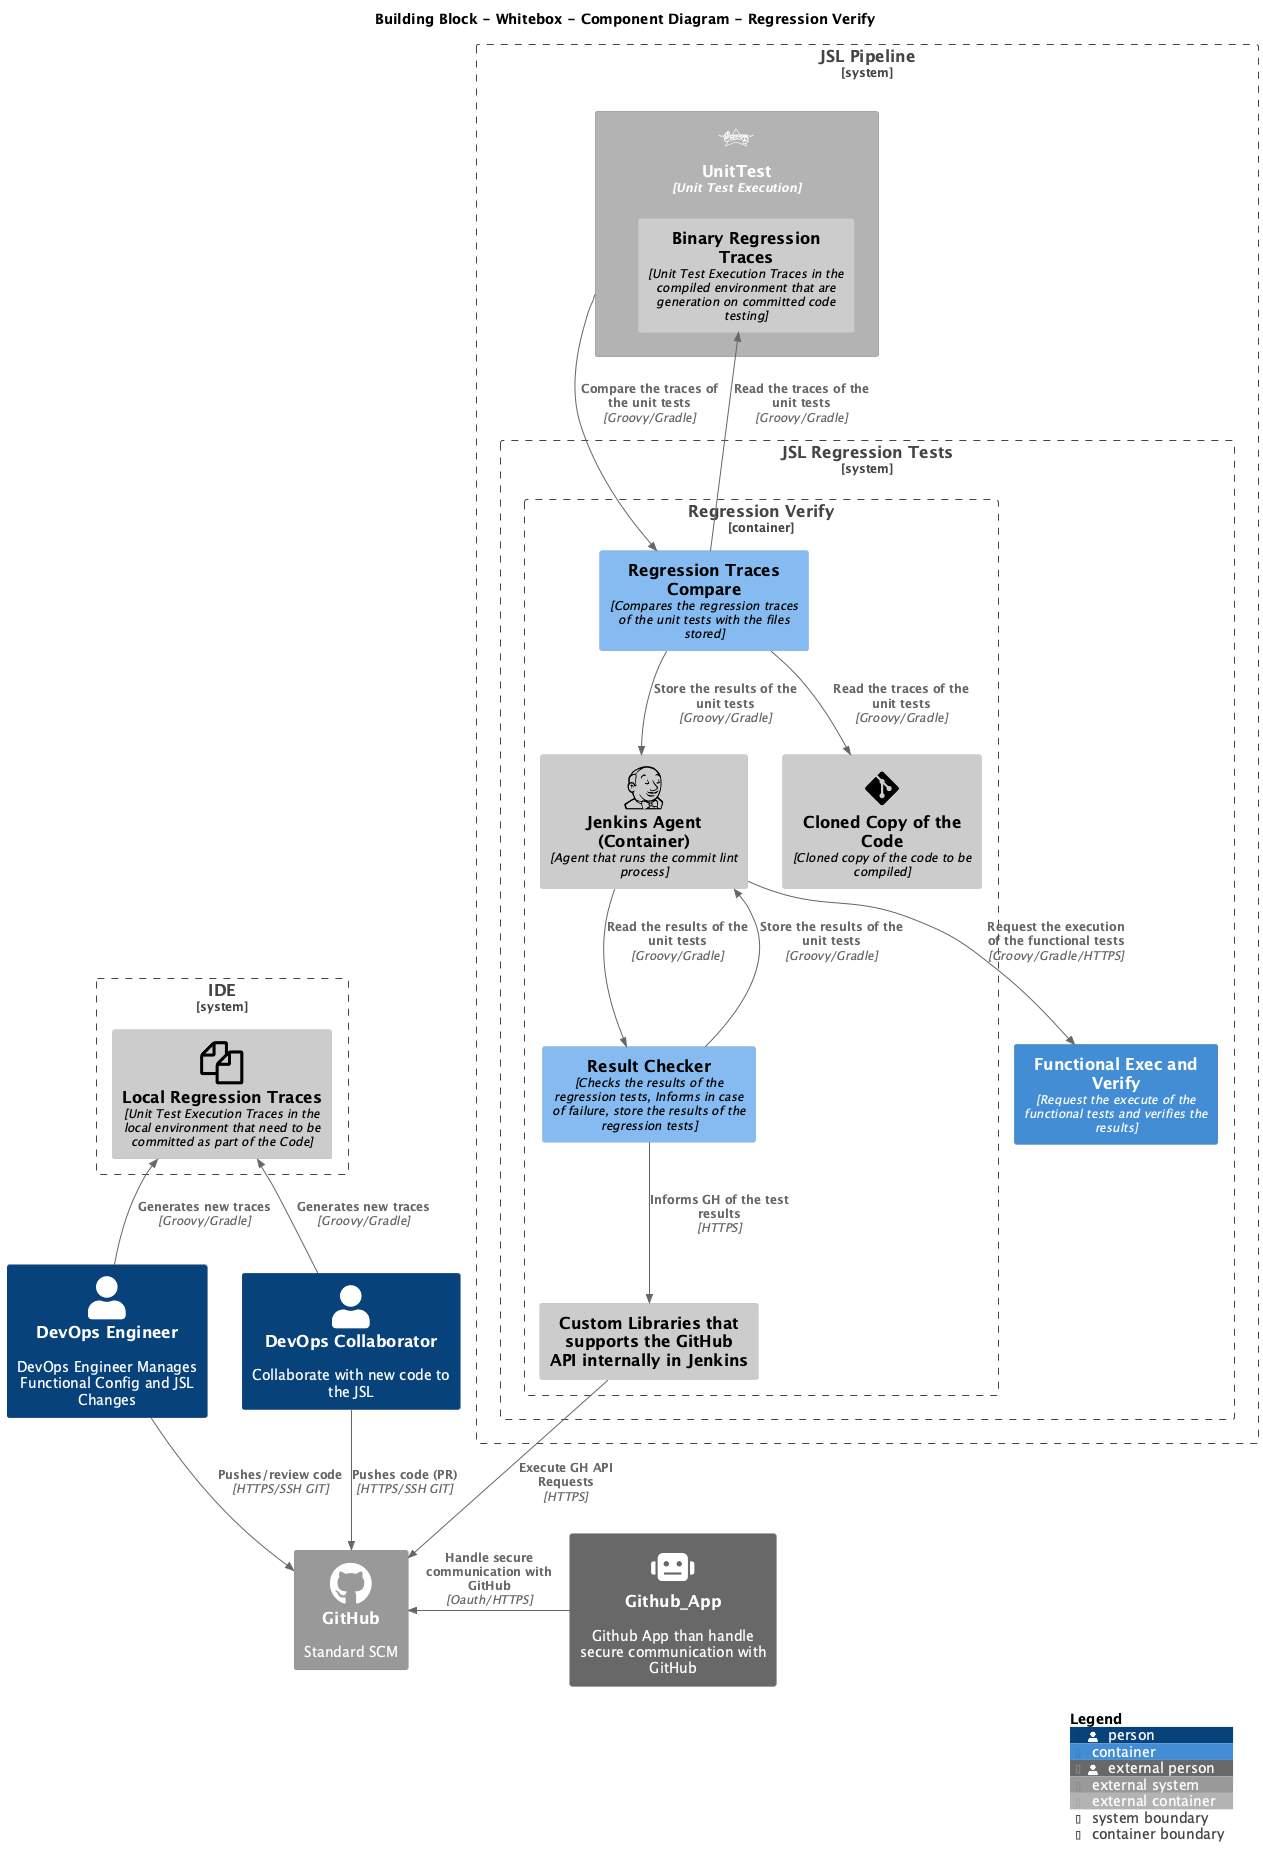 Building Block - Whitebox - Component Diagram - Regression Verify
JSL Pipeline
[system]
UnitTest
[Unit Test Execution]
Binary Regression
Traces
[Unit Test Execution Traces in the
compiled environment that are
generation on committed code
testing]
Compare the traces of
the unit tests
[Groovy/Gradle]
Read the traces of the
unit tests
[Groovy/Gradle]
JSL Regression Tests
[system]
Regression Verify
[container]
Regression Traces
Compare
[Compares the regression traces
of the unit tests with the files
stored]
Store the results of the
unit tests
[Groovy/Gradle]
Read the traces of the
unit tests
[Groovy/Gradle]
Jenkins Agent
(Container)
[Agent that runs the commit lint
process]
Cloned Copy of the
Code
[Cloned copy of the code to be
compiled]
Read the results of the
unit tests
[Groovy/Gradle]
Store the results of the
unit tests
[Groovy/Gradle]
Request the execution
of the functional tests
[Groovy/Gradle/HTTPS]
IDE
[system]
Local Regression Traces
[Unit Test Execution Traces in the
local environment that need to be
committed as part of the Code]
Result Checker
[Checks the results of the
regression tests, Informs in case
of failure, store the results of the
regression tests]
Functional Exec and
Verify
[Request the execute of the
functional tests and verifies the
results]
Generates new traces
[Groovy/Gradle]
Generates new traces
[Groovy/Gradle]
Informs GH of the test
results
[HTTPS]
DevOps Engineer
DevOps Engineer Manages
Functional Config and JSL
Changes
DevOps Collaborator
Collaborate with new code to
the JSL
Custom Libraries that
supports the GitHub
API internally in Jenkins
Pushes/review code
[HTTPS/SSH GIT]
Pushes code (PR)
[HTTPS/SSH GIT]
Execute GH API
Requests
[HTTPS]
GitHub
Standard SCM
Handle secure
communication with
GitHub
[Oauth/HTTPS]
Github_App
Github App than handle
secure communication with
GitHub
Legend
person
container
external person
external system
external container
system boundary
container boundary